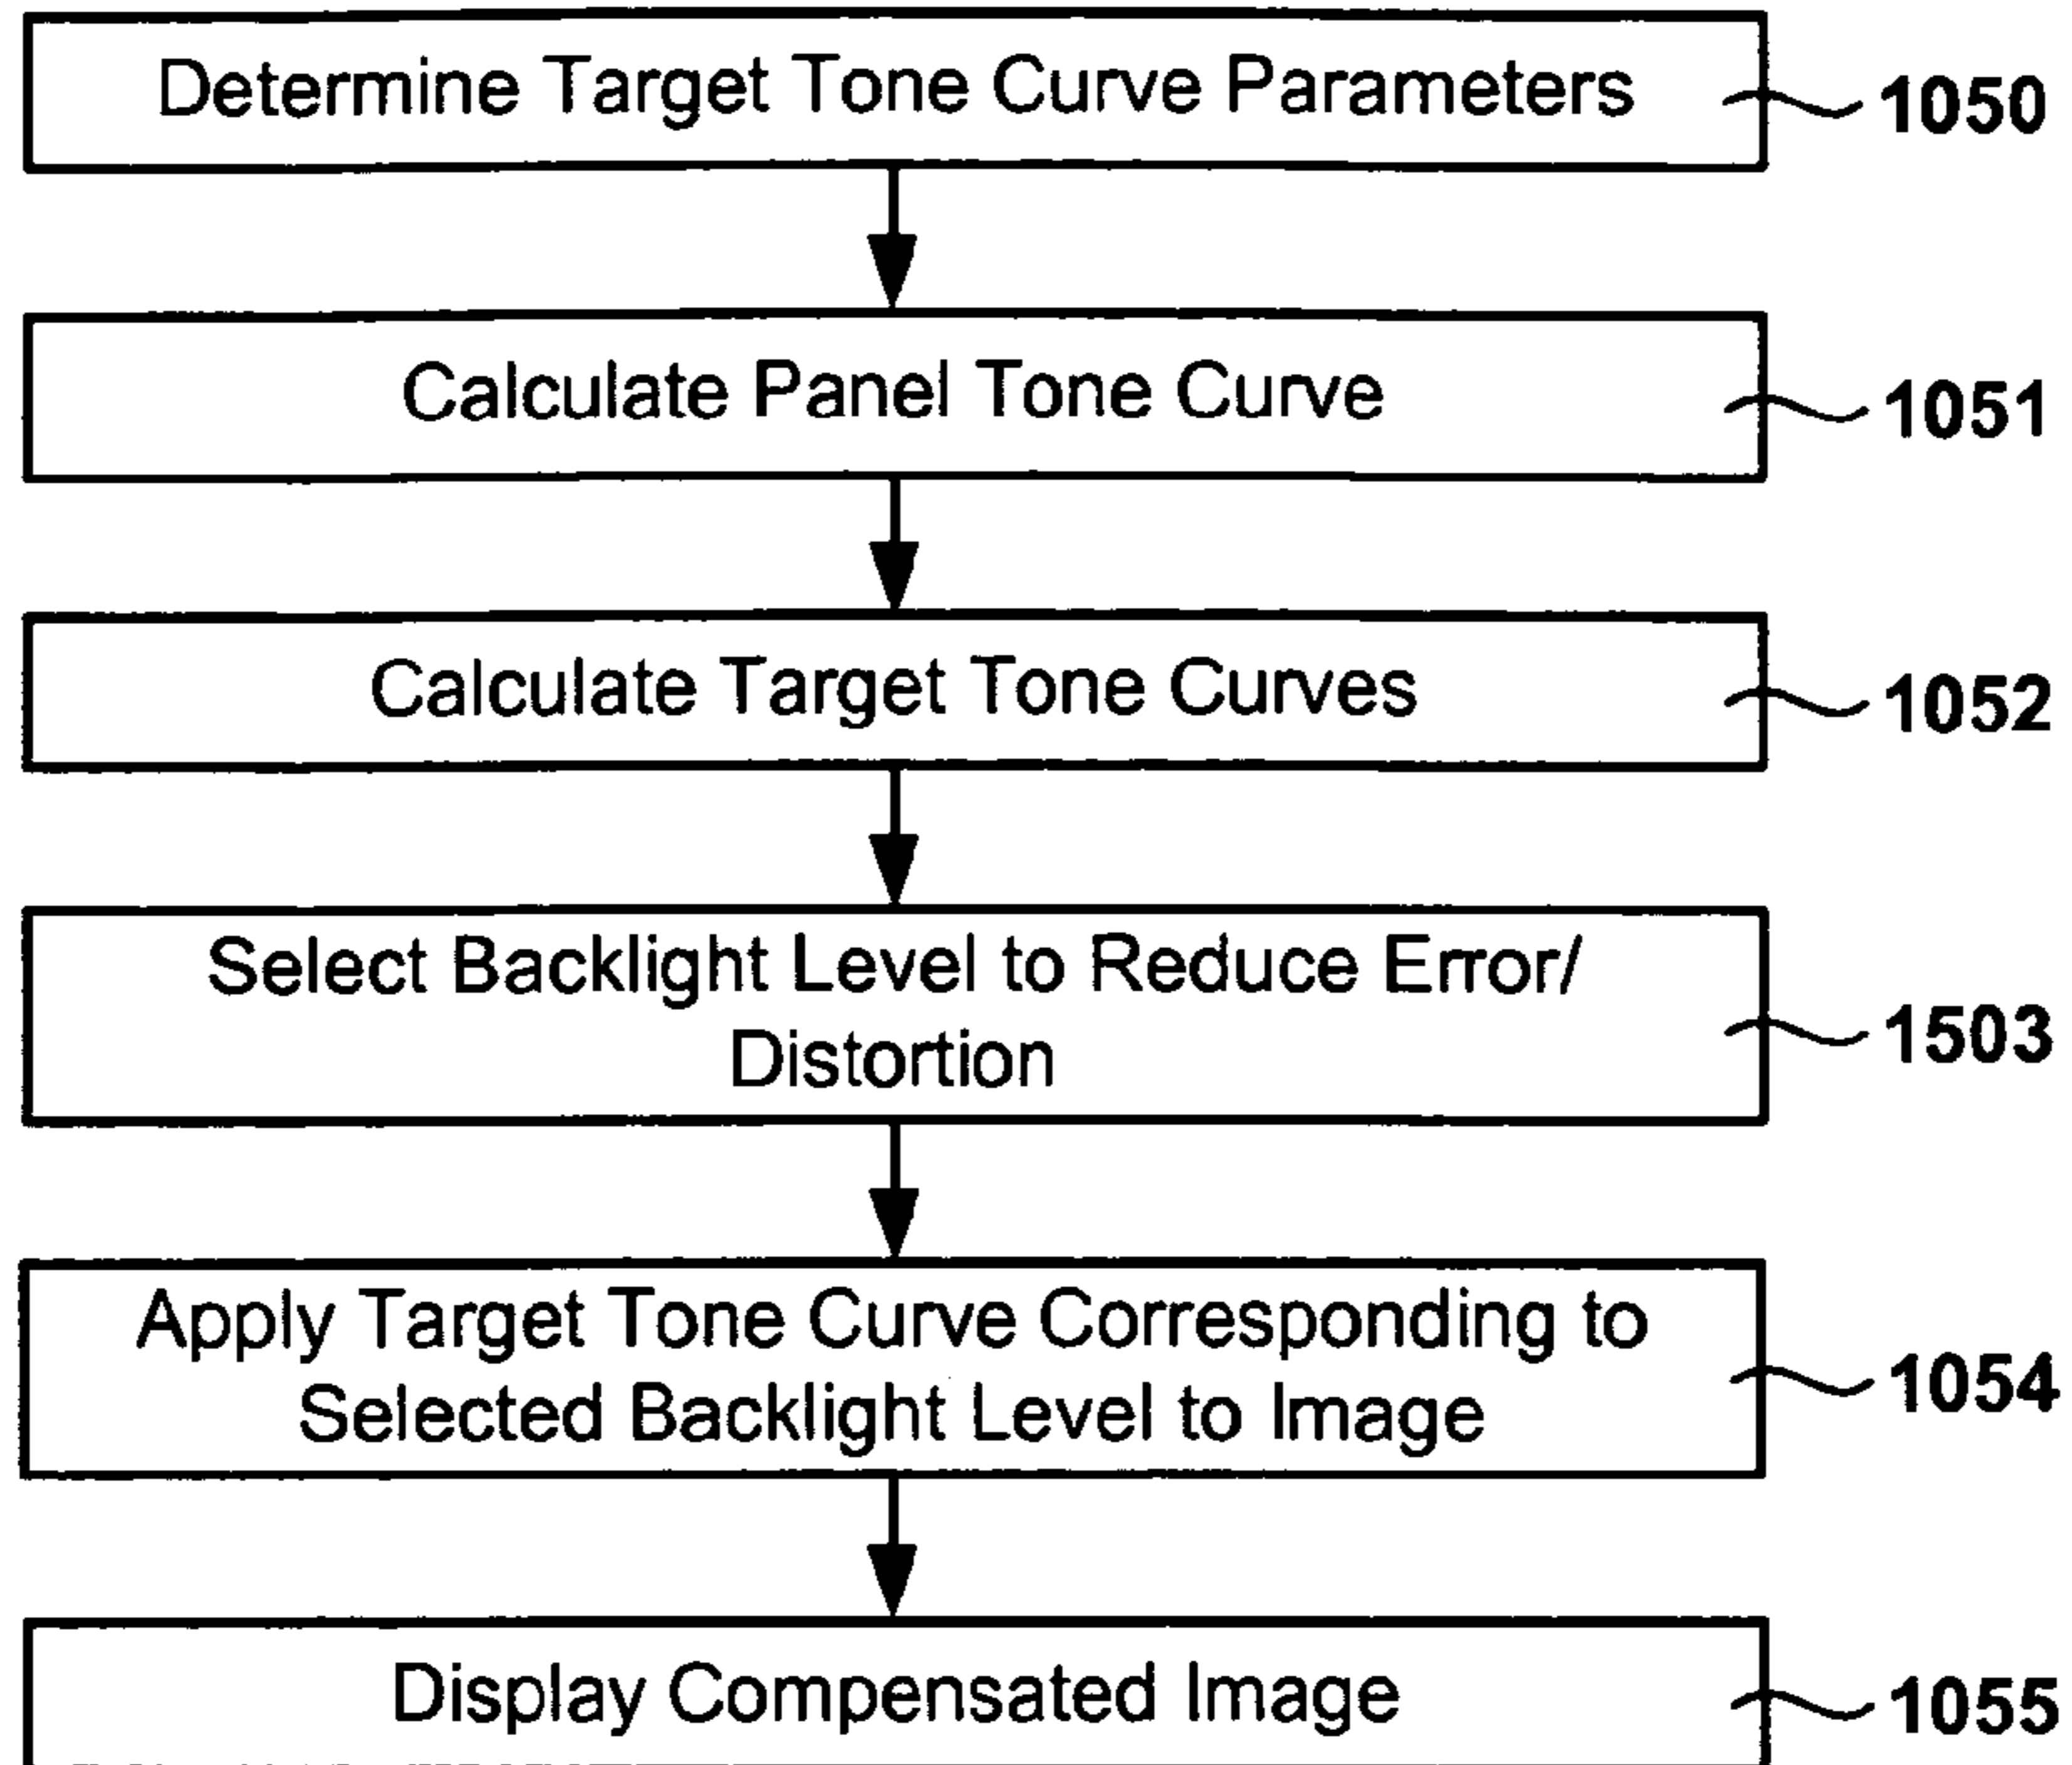 Determine Target Tone Curve Parameters
1050
Calculate Panel Tone Curve
1051
Calculate Target Tone Curves
1052
Select Backlight Level to Reduce Error/
Distortion
1503
Apply Target Tone Curve Corresponding to
Selected Backlight Level to Image
1054
Display Compensated Image
1055